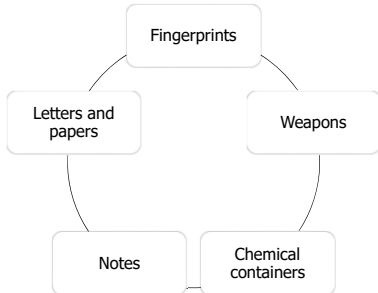 Fingerprints
Letters and
papers
Weapons
Notes
Chemical
containers